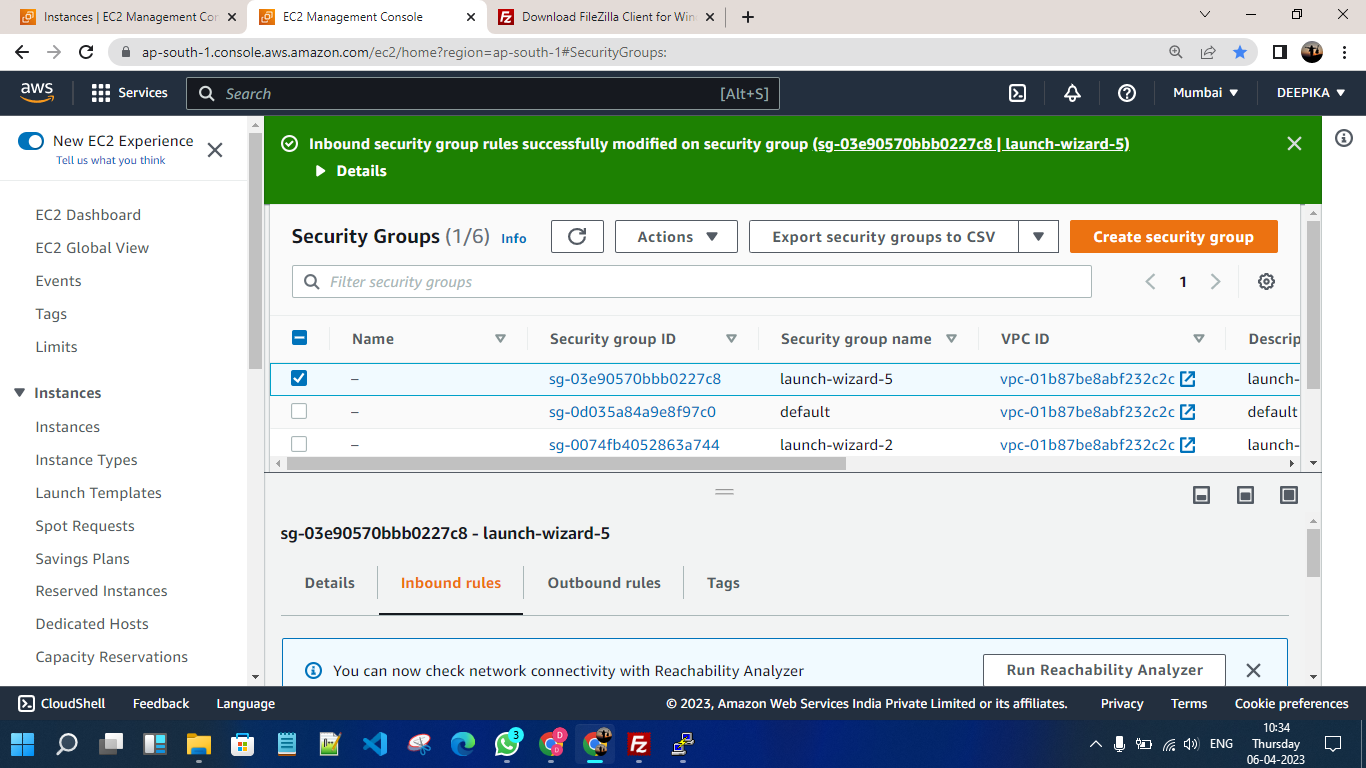 Instances | EC2 Management Con
EC2 Management Console
Download FileZilla Client for Win
ap-south-1.console.aws.amazon.com/ec2/home?region=ap-south-1#SecurityGroups:
aws
Services
Search
[Alt+S]
Mumbai
DEEPIKA
New EC2 Experience
Tell us what you think
EC2 Dashboard
EC2 Global View
Events
Tags
Limits
Instances
Instances
Instance Types
Launch Templates
Spot Requests
Savings Plans
Reserved Instances
Dedicated Hosts
Capacity Reservations
Inbound security group rules successfully modified on security group (sg-03e90570bbb0227c8 | launch-wizard-5)
Details
Security Groups (1/6) Info
Actions
Export security groups to CSV
Create security group
Filter security groups
1
Name Security group ID Security group name VPC ID Descrip
– sg-03e90570bbb0227c8 launch-wizard-5 vpc-01b87be8abf232c2c launch-
– sg-0d035a84a9e8f97c0 default vpc-01b87be8abf232c2c default
– sg-0074fb4052863a744 launch-wizard-2 vpc-01b87be8abf232c2c launch-
sg-03e90570bbb0227c8 - launch-wizard-5
Details Inbound rules Outbound rules Tags
You can now check network connectivity with Reachability Analyzer
Run Reachability Analyzer
CloudShell Feedback Language
© 2023, Amazon Web Services India Private Limited or its affiliates. Privacy Terms Cookie preferences
3
D
D
ENG
10:34
Thursday
06-04-2023